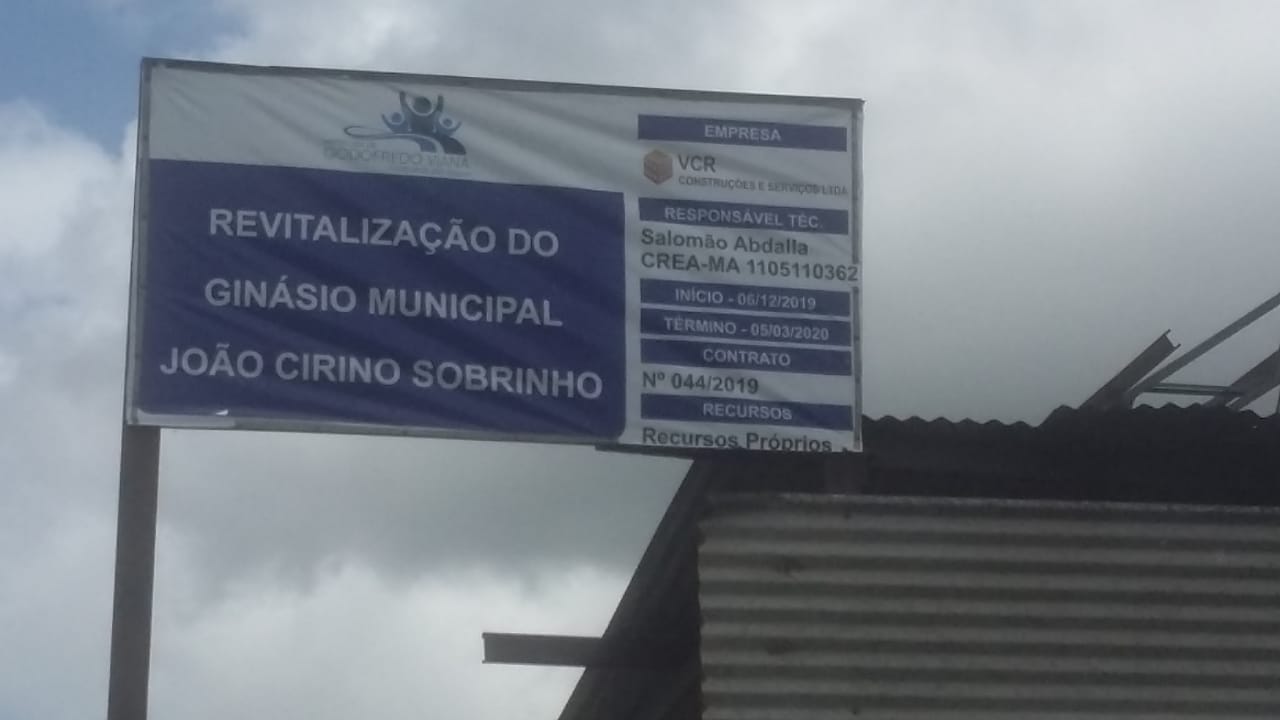 GODOFREDO VIANA
REVITALIZAÇÃO DO
GINÁSIO MUNICIPAL
JOÃO CIRINO SOBRINHO
EMPRESA
VCR
CONSTRUÇÕES E SERVIÇOS LTDA
RESPONSÁVEL TÉC.
Salomão Abdalla
CREA-MA 1105110362
INÍCIO - 06/12/2019
TÉRMINO - 05/03/2020
CONTRATO
Nº 044/2019
RECURSOS
Recursos Próprios